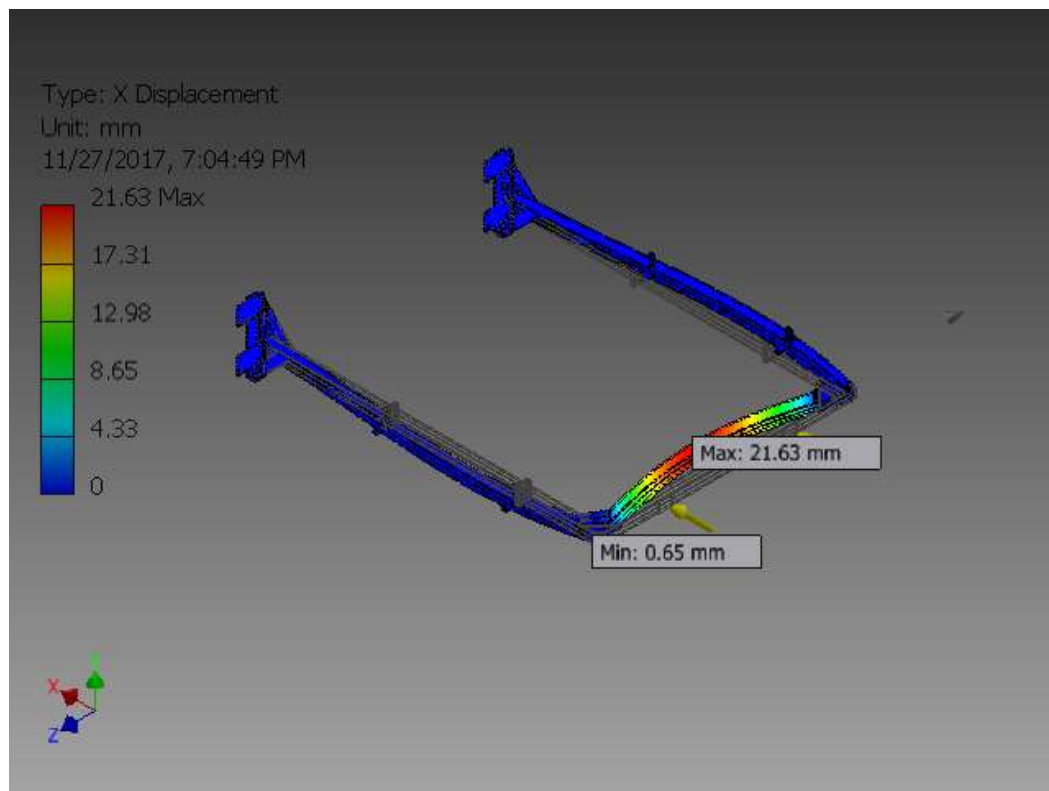 Type: X Displacement
Unit: mm
11/27/2017, 7:04:49 PM
21.63 Max
17.31
12.98
8.65
4.33
0
Max: 21.63 mm
Min: 0.65 mm
X
Z